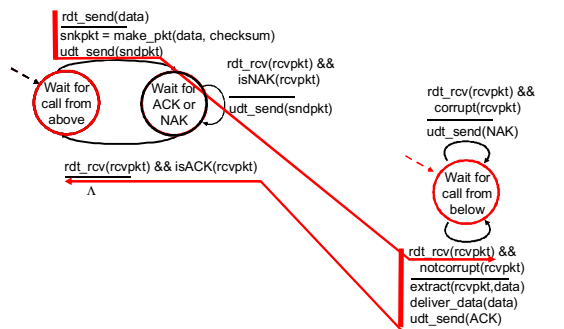 rdt_send(data)
snkpkt = make_pkt(data, checksum)
udt_send(sndpkt)
Wait for
call from
above
Wait for
ACK or
NAK
rdt_rcv(rcvpkt) &&
isNAK(rcvpkt)
udt_send(sndpkt)
rdt_rcv(rcvpkt) && isACK(rcvpkt)
Λ
rdt_rcv(rcvpkt) &&
corrupt(rcvpkt)
udt_send(NAK)
Wait for
call from
below
rdt_rcv(rcvpkt) &&
notcorrupt(rcvpkt)
extract(rcvpkt,data)
deliver_data(data)
udt_send(ACK)